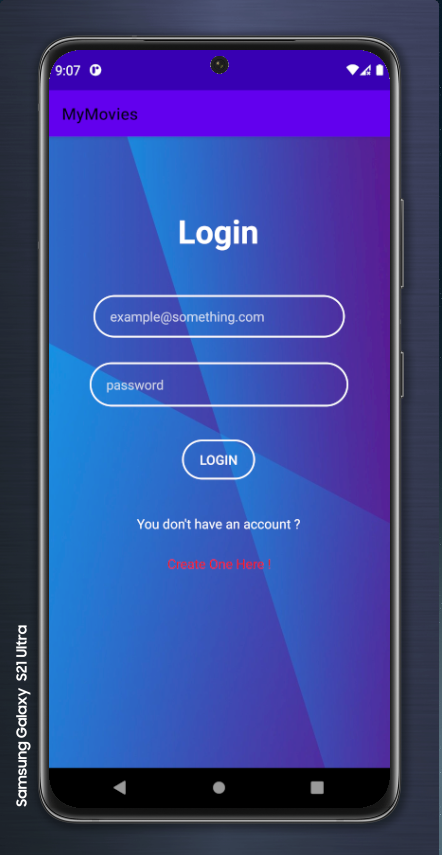 9:07
MyMovies
Login
example@something.com
password
LOGIN
You don't have an account ?
Create One Here !
Samsung Galaxy S21 Ultra